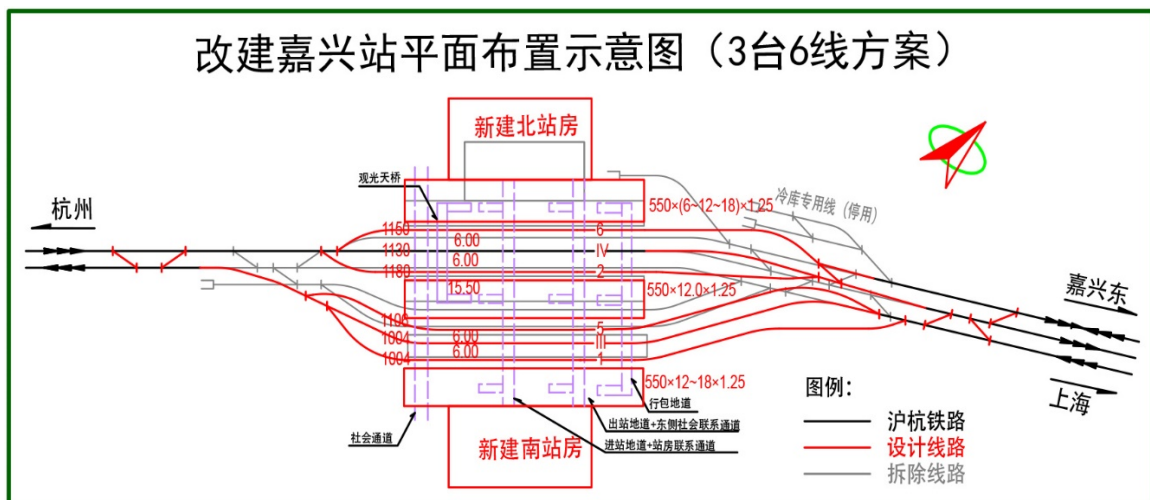 改建嘉兴站平面布置示意图（3台6线方案）
新建北站房
观光天桥
冷库专用线（停用）
杭州
550×(6~12~18)×1.25
1150
6
6.00
1130
IV
6.00
1180
2
15.50
550×12.0×1.25
嘉兴东
5
6.00
1004
III
6.00
1004
1
550×12~18×1.25
上海
图例：
行包地道
沪杭铁路
出站地道+东侧社会联系通道
社会通道
进站地道+站房联系通道
新建南站房
设计线路
拆除线路